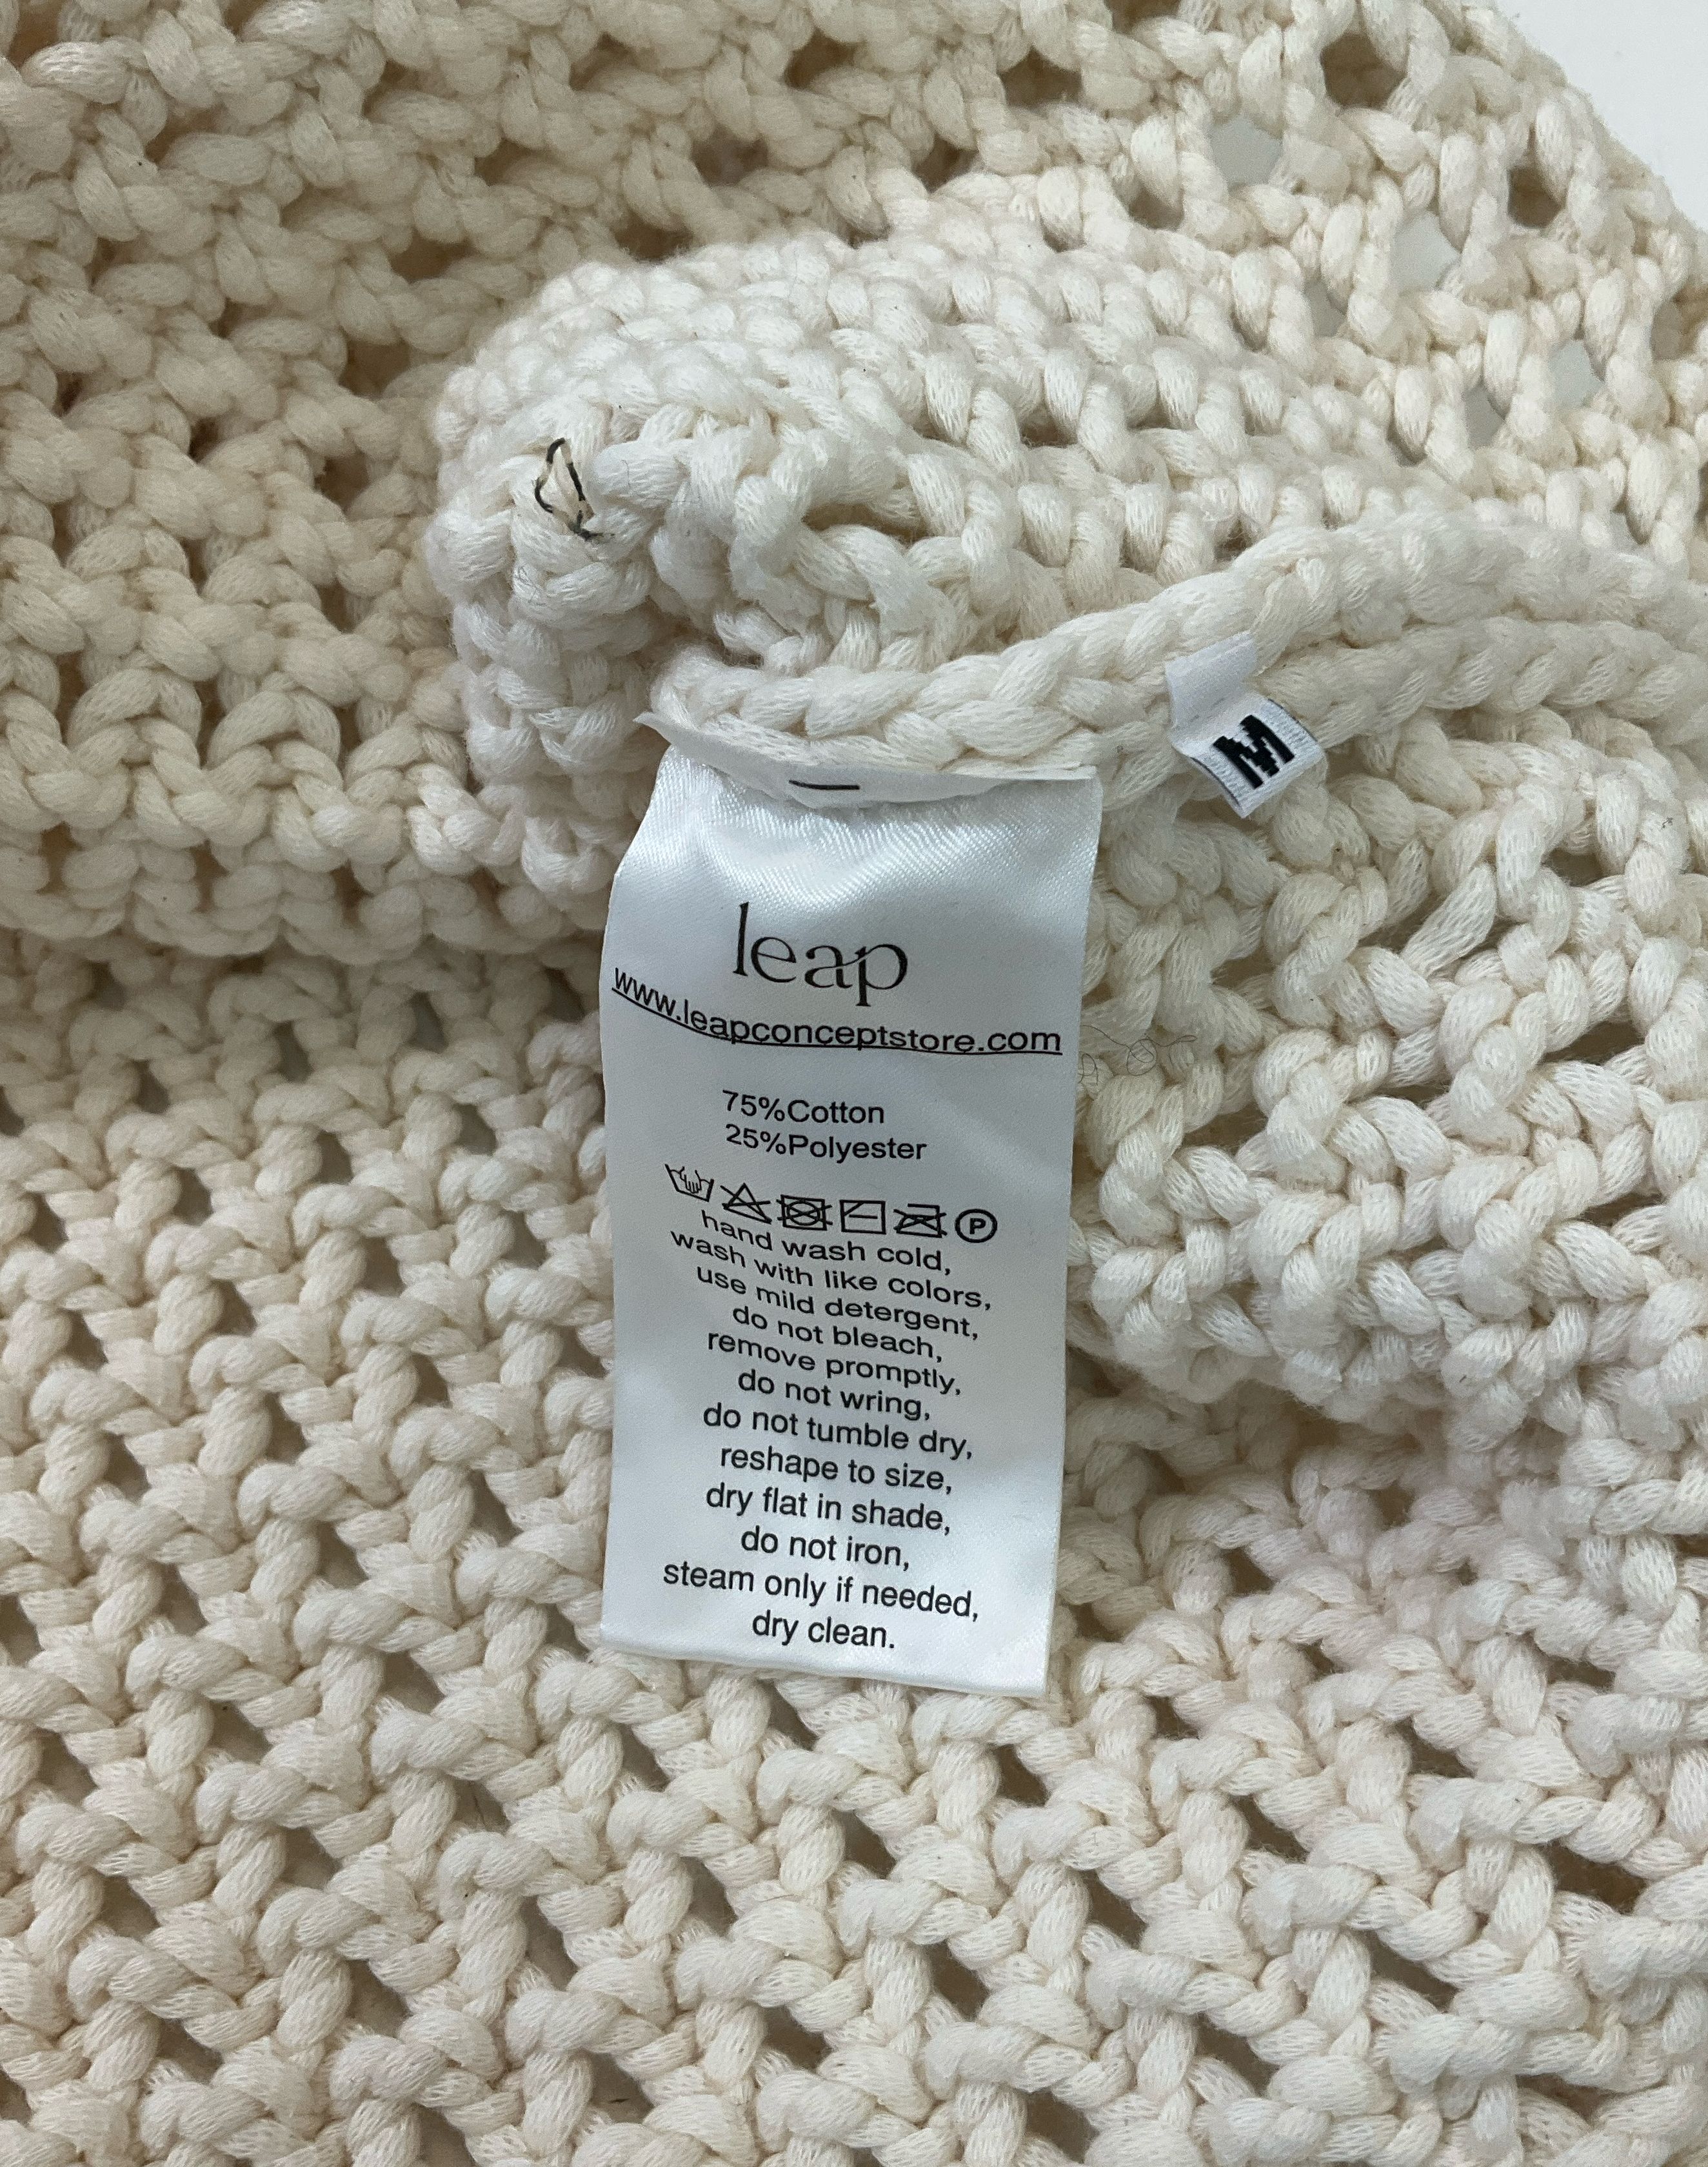 M
leap
www.leapconceptstore.com
75%Cotton
25%Polyester
P
hand wash cold,
wash with like colors,
use mild detergent,
do not bleach,
remove promptly,
do not wring,
do not tumble dry,
reshape to size,
dry flat in shade,
do not iron,
steam only if needed,
dry clean.